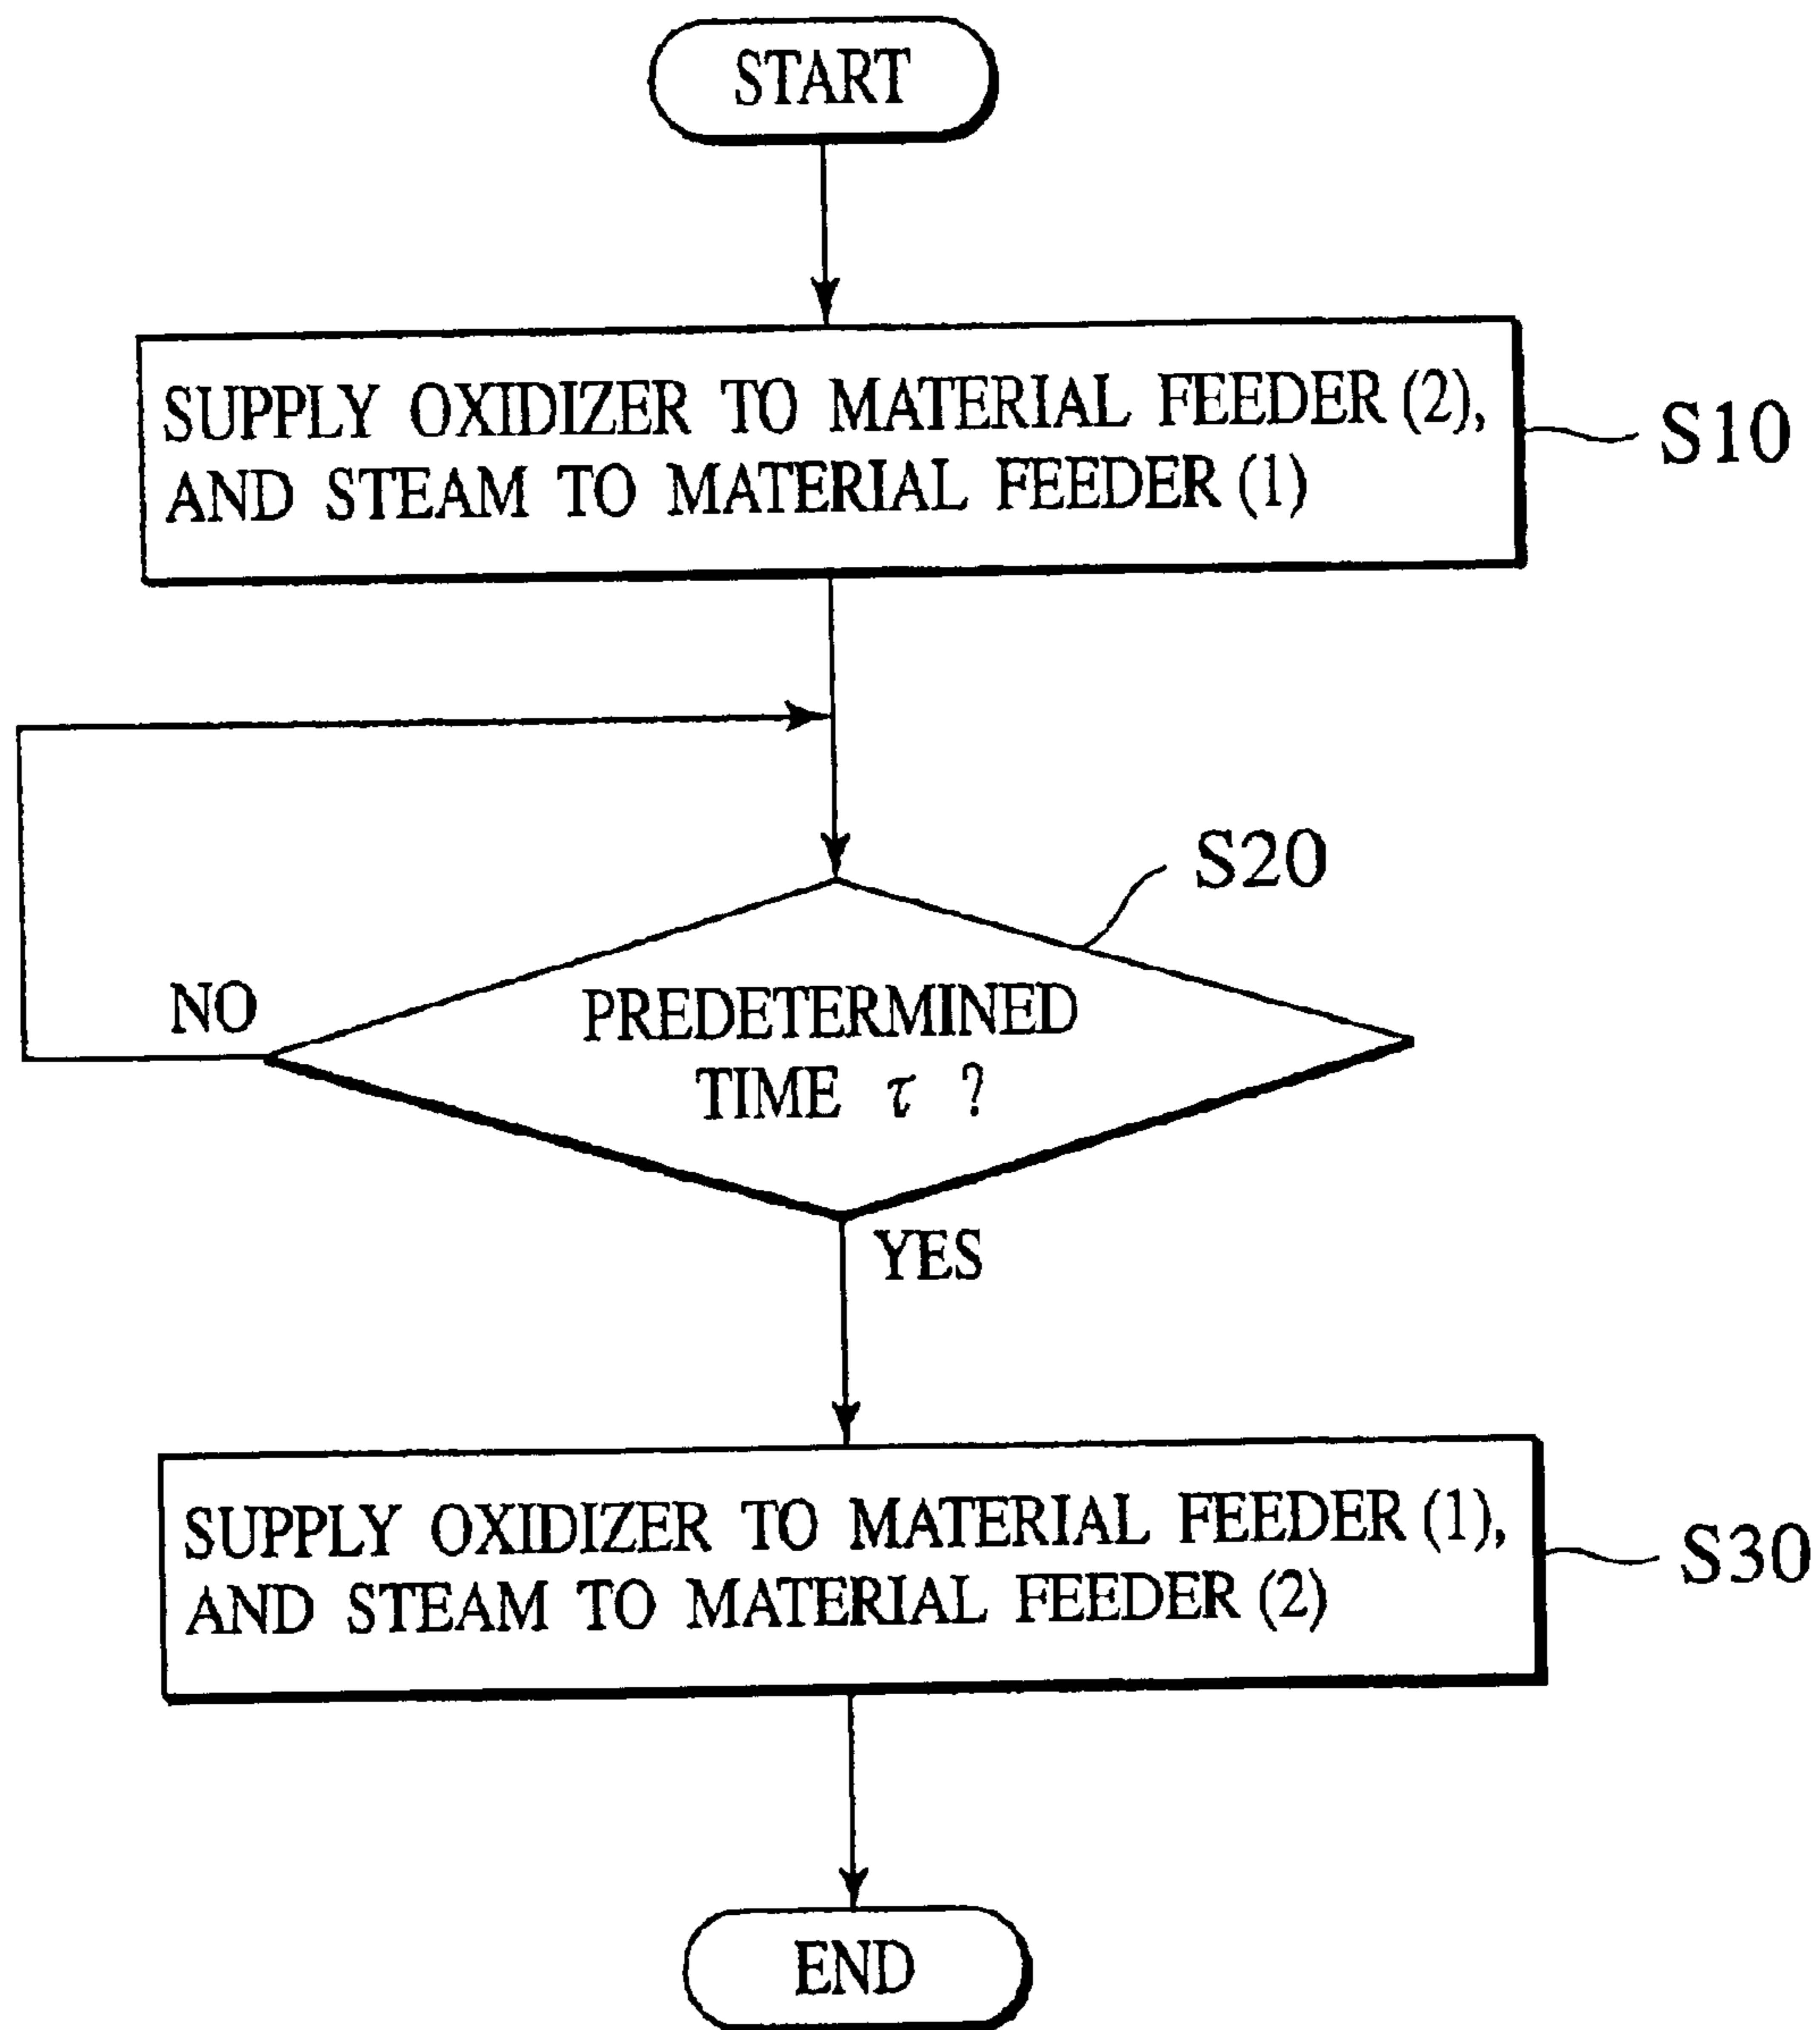 START
SUPPLY OXIDIZER TO MATERIAL FEEDER (2),
AND STEAM TO MATERIAL FEEDER (1)
S10
S20
NO
PREDETERMINED
TIME τ ?
YES
SUPPLY OXIDIZER TO MATERIAL FEEDER (1),
AND STEAM TO MATERIAL FEEDER (2)
S30
END